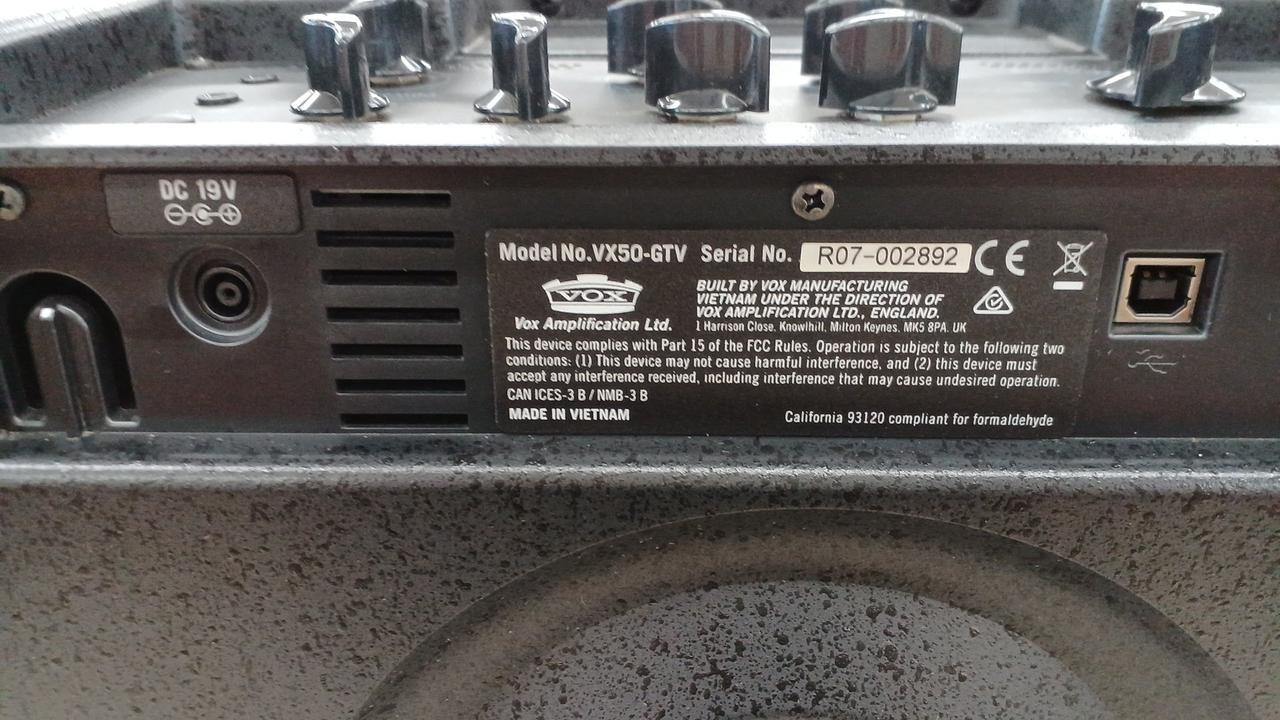 DC 19V
Model No. VX50-GTV Serial No. R07-002892 CE
VOX
Vox Amplification Ltd.
BUILT BY VOX MANUFACTURING
VIETNAM UNDER THE DIRECTION OF
VOX AMPLIFICATION LTD., ENGLAND.
1 Harrison Close, Knowlhill, Milton Keynes, MK5 8PA. UK
This device complies with Part 15 of the FCC Rules. Operation is subject to the following two
conditions: (1) This device may not cause harmful interference, and (2) this device must
accept any interference received, including interference that may cause undesired operation.
CAN ICES-3 B / NMB-3 B
MADE IN VIETNAM
California 93120 compliant for formaldehyde